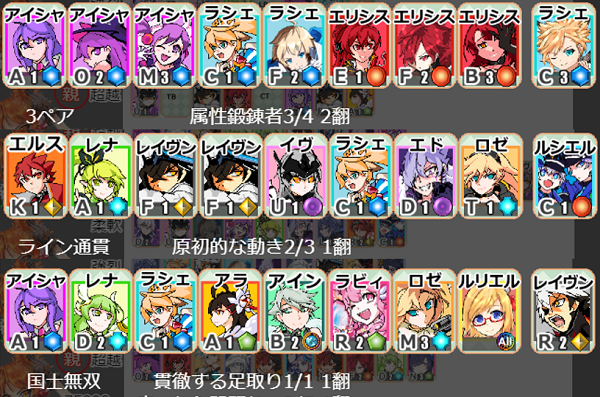 アイシャ アイシャ アイシャ ラシェ ラシェ エリシス エリシス エリシス ラシェ
A1 O2 M3 C1 F2 E1 F2 B3 C3
3ペア 属性鍛錬者3/4 2翻
エルス レナ レイヴン レイヴン イヴ ラシェ エド ロゼ ルシエル
K1 A1 F1 F1 U1 C1 D1 T1 C1
ライン通貫 原初的な動き2/3 1翻
アイシャ レナ ラシェ アラ アイン ラビィ ロゼ ルリエル レイヴン
A1 D2 C1 A1 B2 R2 M3 All R2
国士無双 貫徹する足取り1/1 1翻